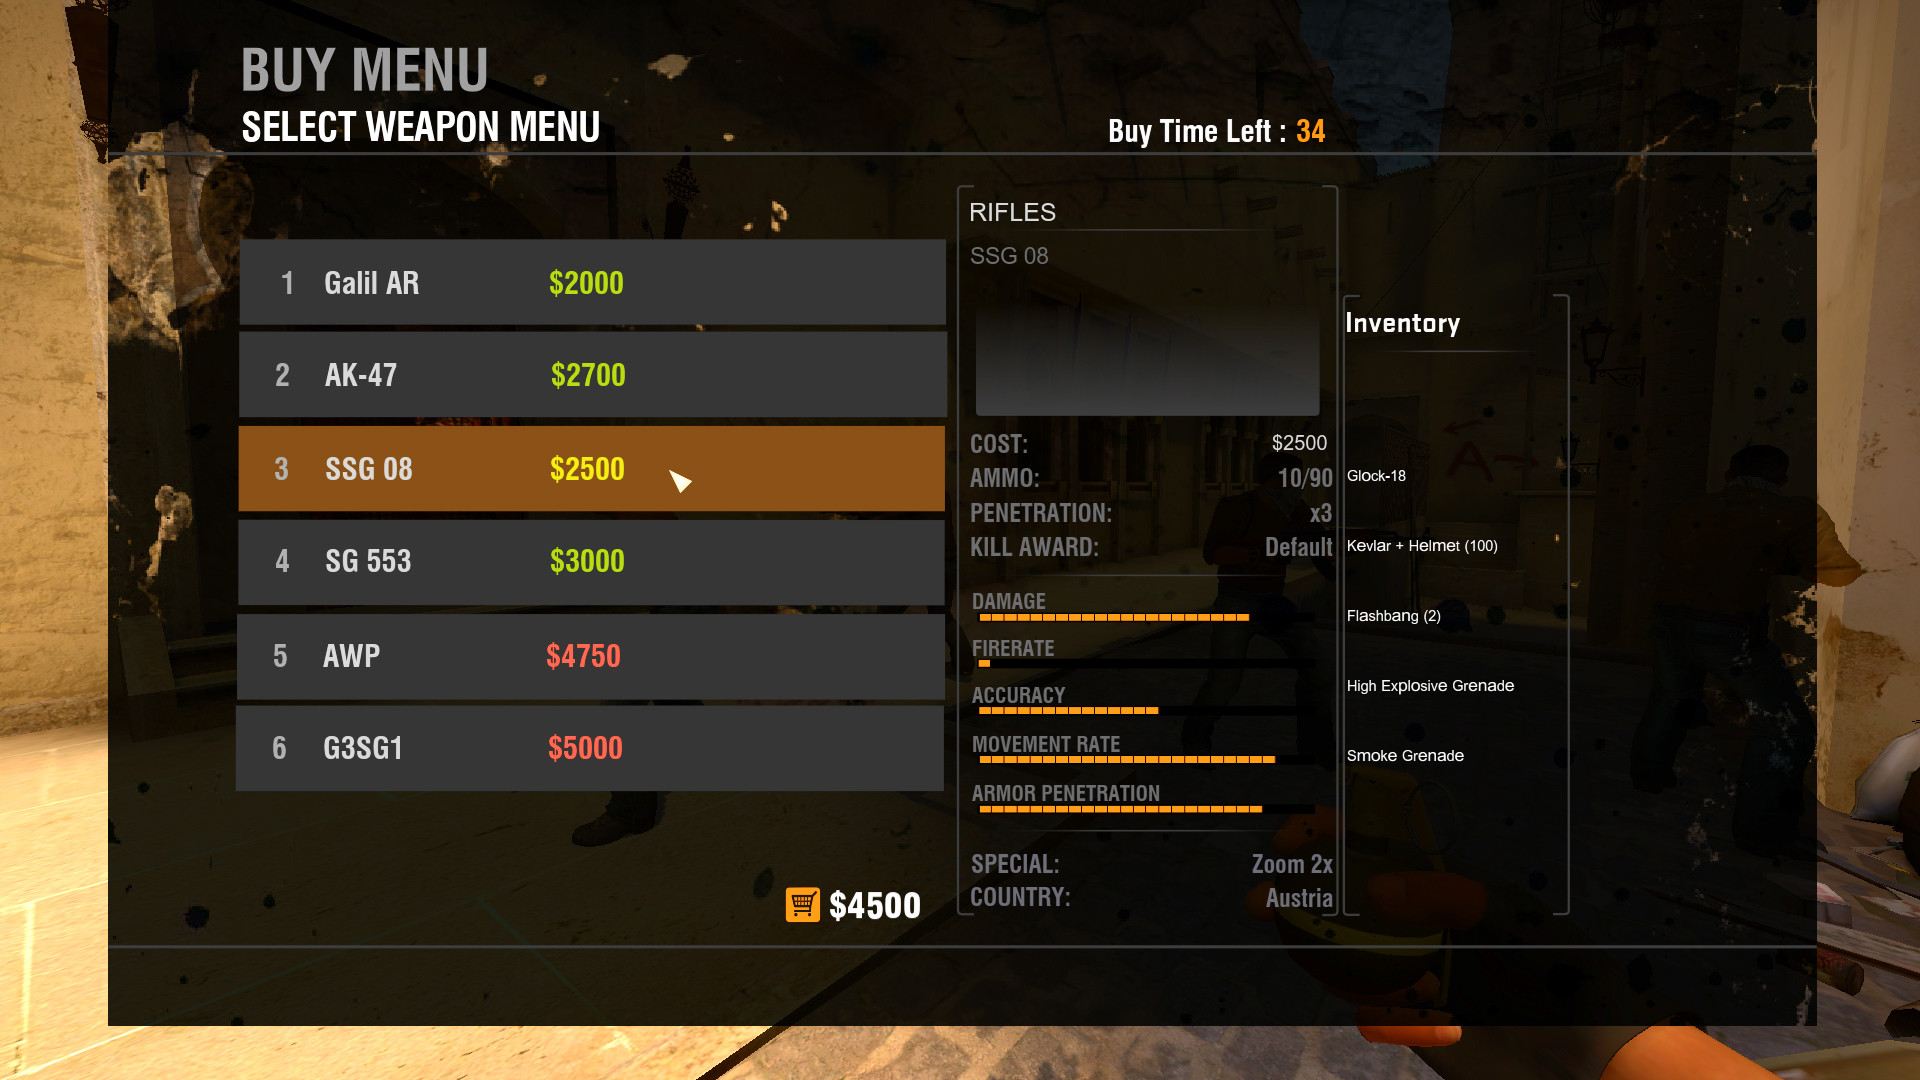 BUY MENU
SELECT WEAPON MENU
Buy Time Left : 34
1 Galil AR $2000
2 AK-47 $2700
3 SSG 08 $2500
4 SG 553 $3000
5 AWP $4750
6 G3SG1 $5000
$4500
RIFLES
SSG 08
COST: $2500
AMMO: 10/90
PENETRATION: x3
KILL AWARD: Default
DAMAGE
FIRERATE
ACCURACY
MOVEMENT RATE
ARMOR PENETRATION
SPECIAL: Zoom 2x
COUNTRY: Austria
Inventory
Glock-18
Kevlar + Helmet (100)
Flashbang (2)
High Explosive Grenade
Smoke Grenade
A